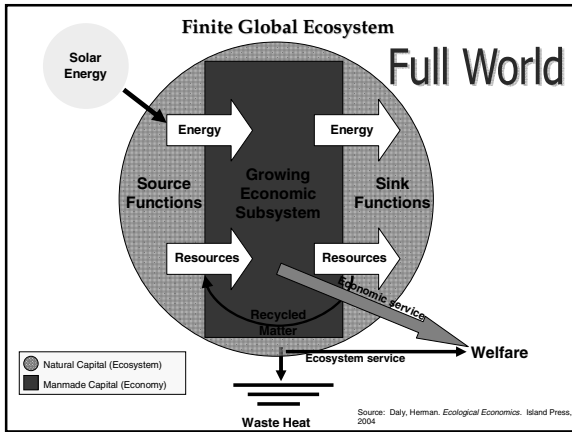 Finite Global Ecosystem
Full World
Solar
Energy
Energy
Energy
Source
Functions
Growing
Economic
Subsystem
Sink
Functions
Resources
Resources
Recycled
Matter
Economic service
Ecosystem service
Welfare
Natural Capital (Ecosystem)
Manmade Capital (Economy)
Waste Heat
Source: Daly, Herman. Ecological Economics. Island Press,
2004